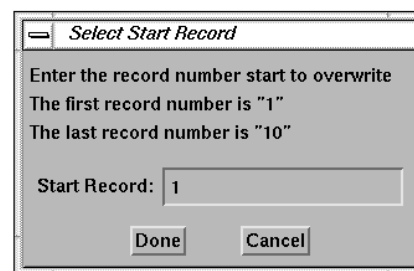 Select Start Record
Enter the record number start to overwrite
The first record number is "1"
The last record number is "10"
Start Record: 1
Done Cancel